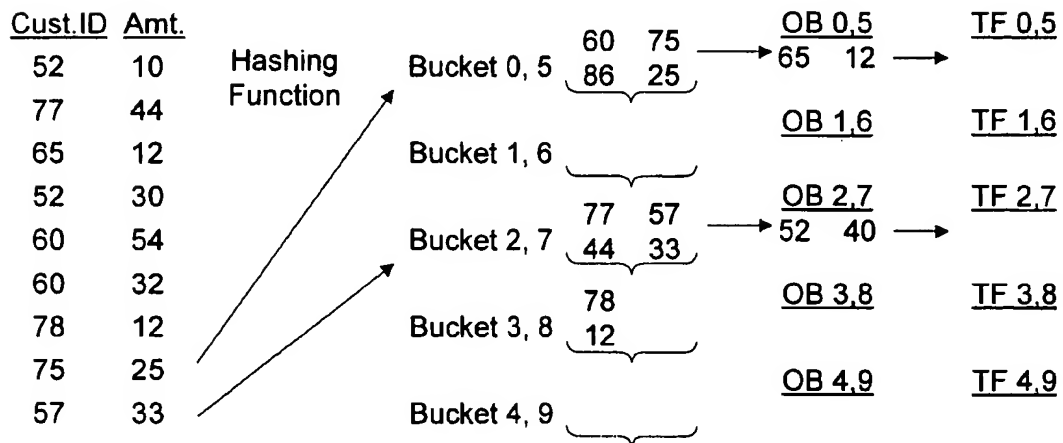 Cust.ID Amt.
52 10
77 44
65 12
52 30
60 54
60 32
78 12
75 25
57 33
Hashing
Function
Bucket 0, 5
60 75
86 25
Bucket 1, 6
Bucket 2, 7
77 57
44 33
Bucket 3, 8
78
12
Bucket 4, 9
OB 0,5
65 12
OB 1,6
OB 2,7
52 40
OB 3,8
OB 4,9
TF 0,5
TF 1,6
TF 2,7
TF 3,8
TF 4,9